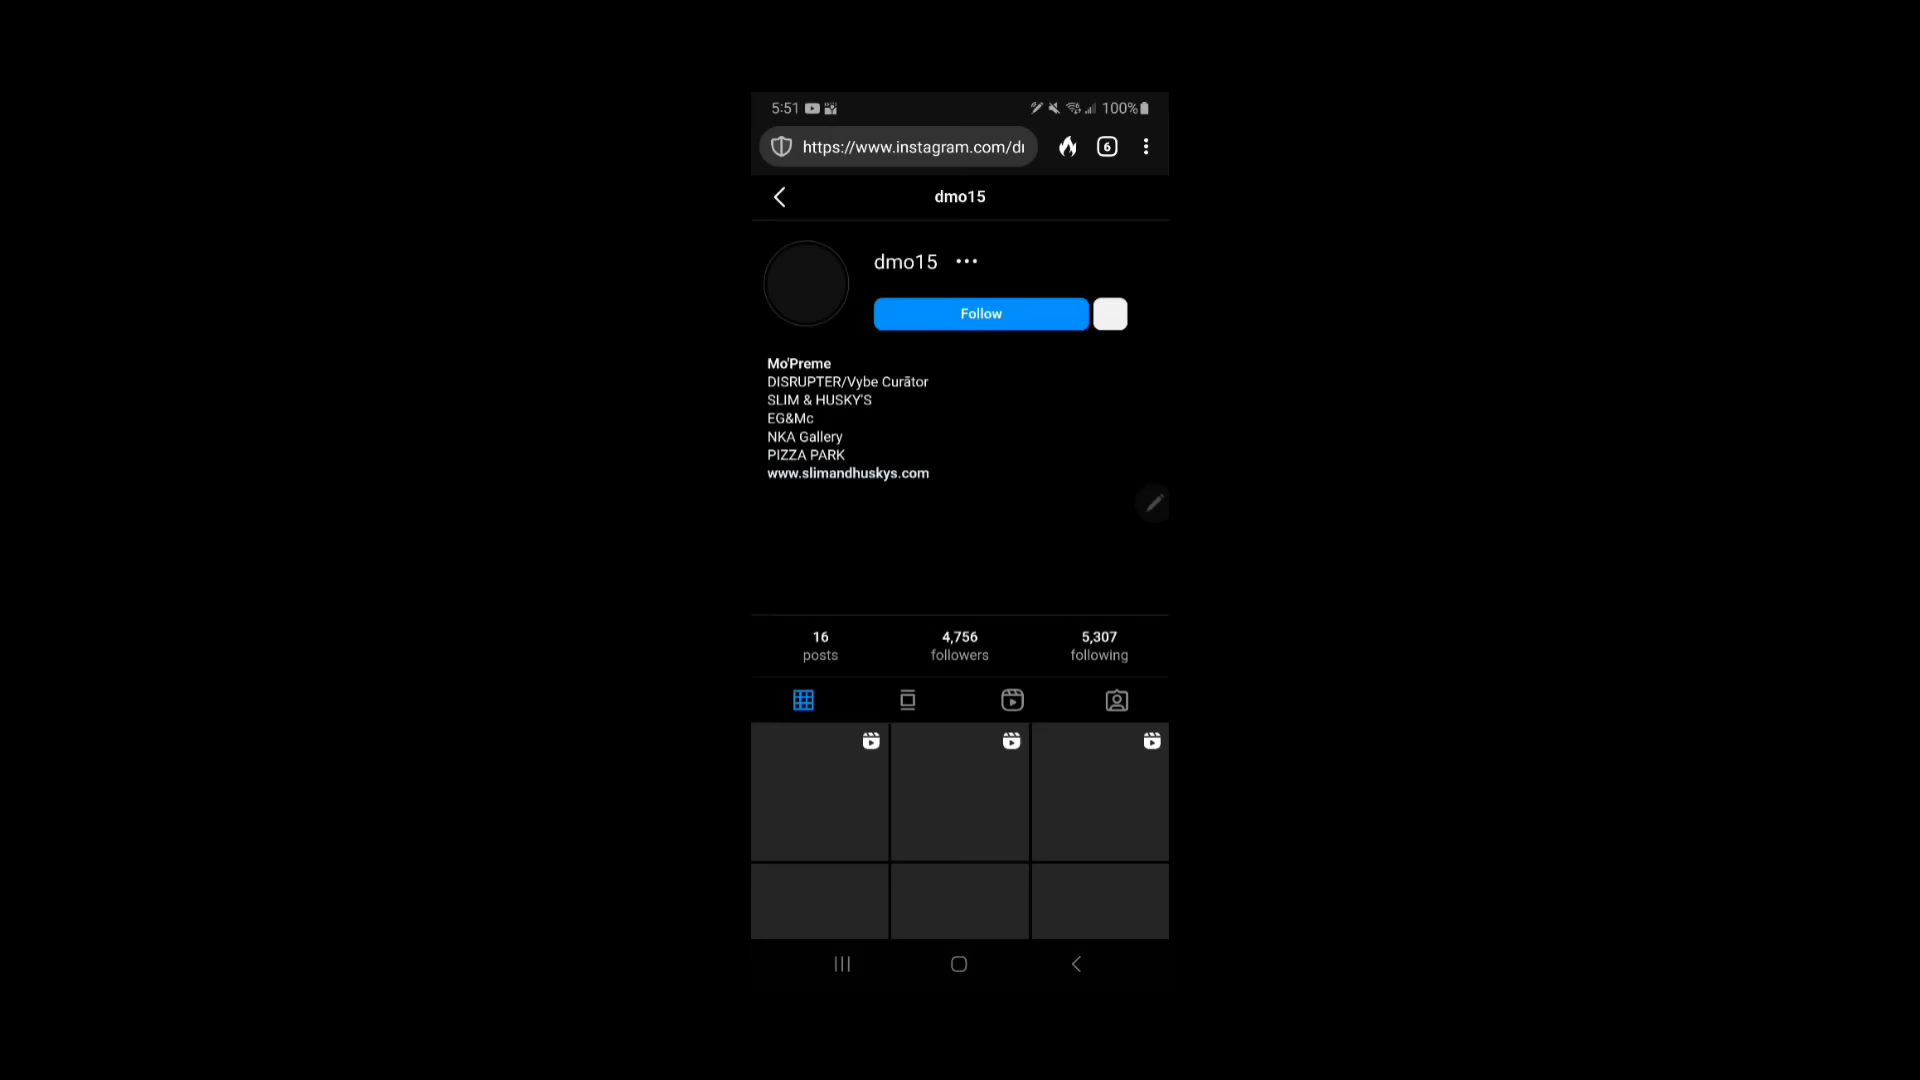 5:51 100%
https://www.instagram.com/d
6
dmo15
dmo15
Follow
Mo'Preme
DISRUPTER/Vybe Curātor
SLIM & HUSKY'S
EG&Mc
NKA Gallery
PIZZA PARK
www.slimandhuskys.com
16 4,756 5,307
posts followers following